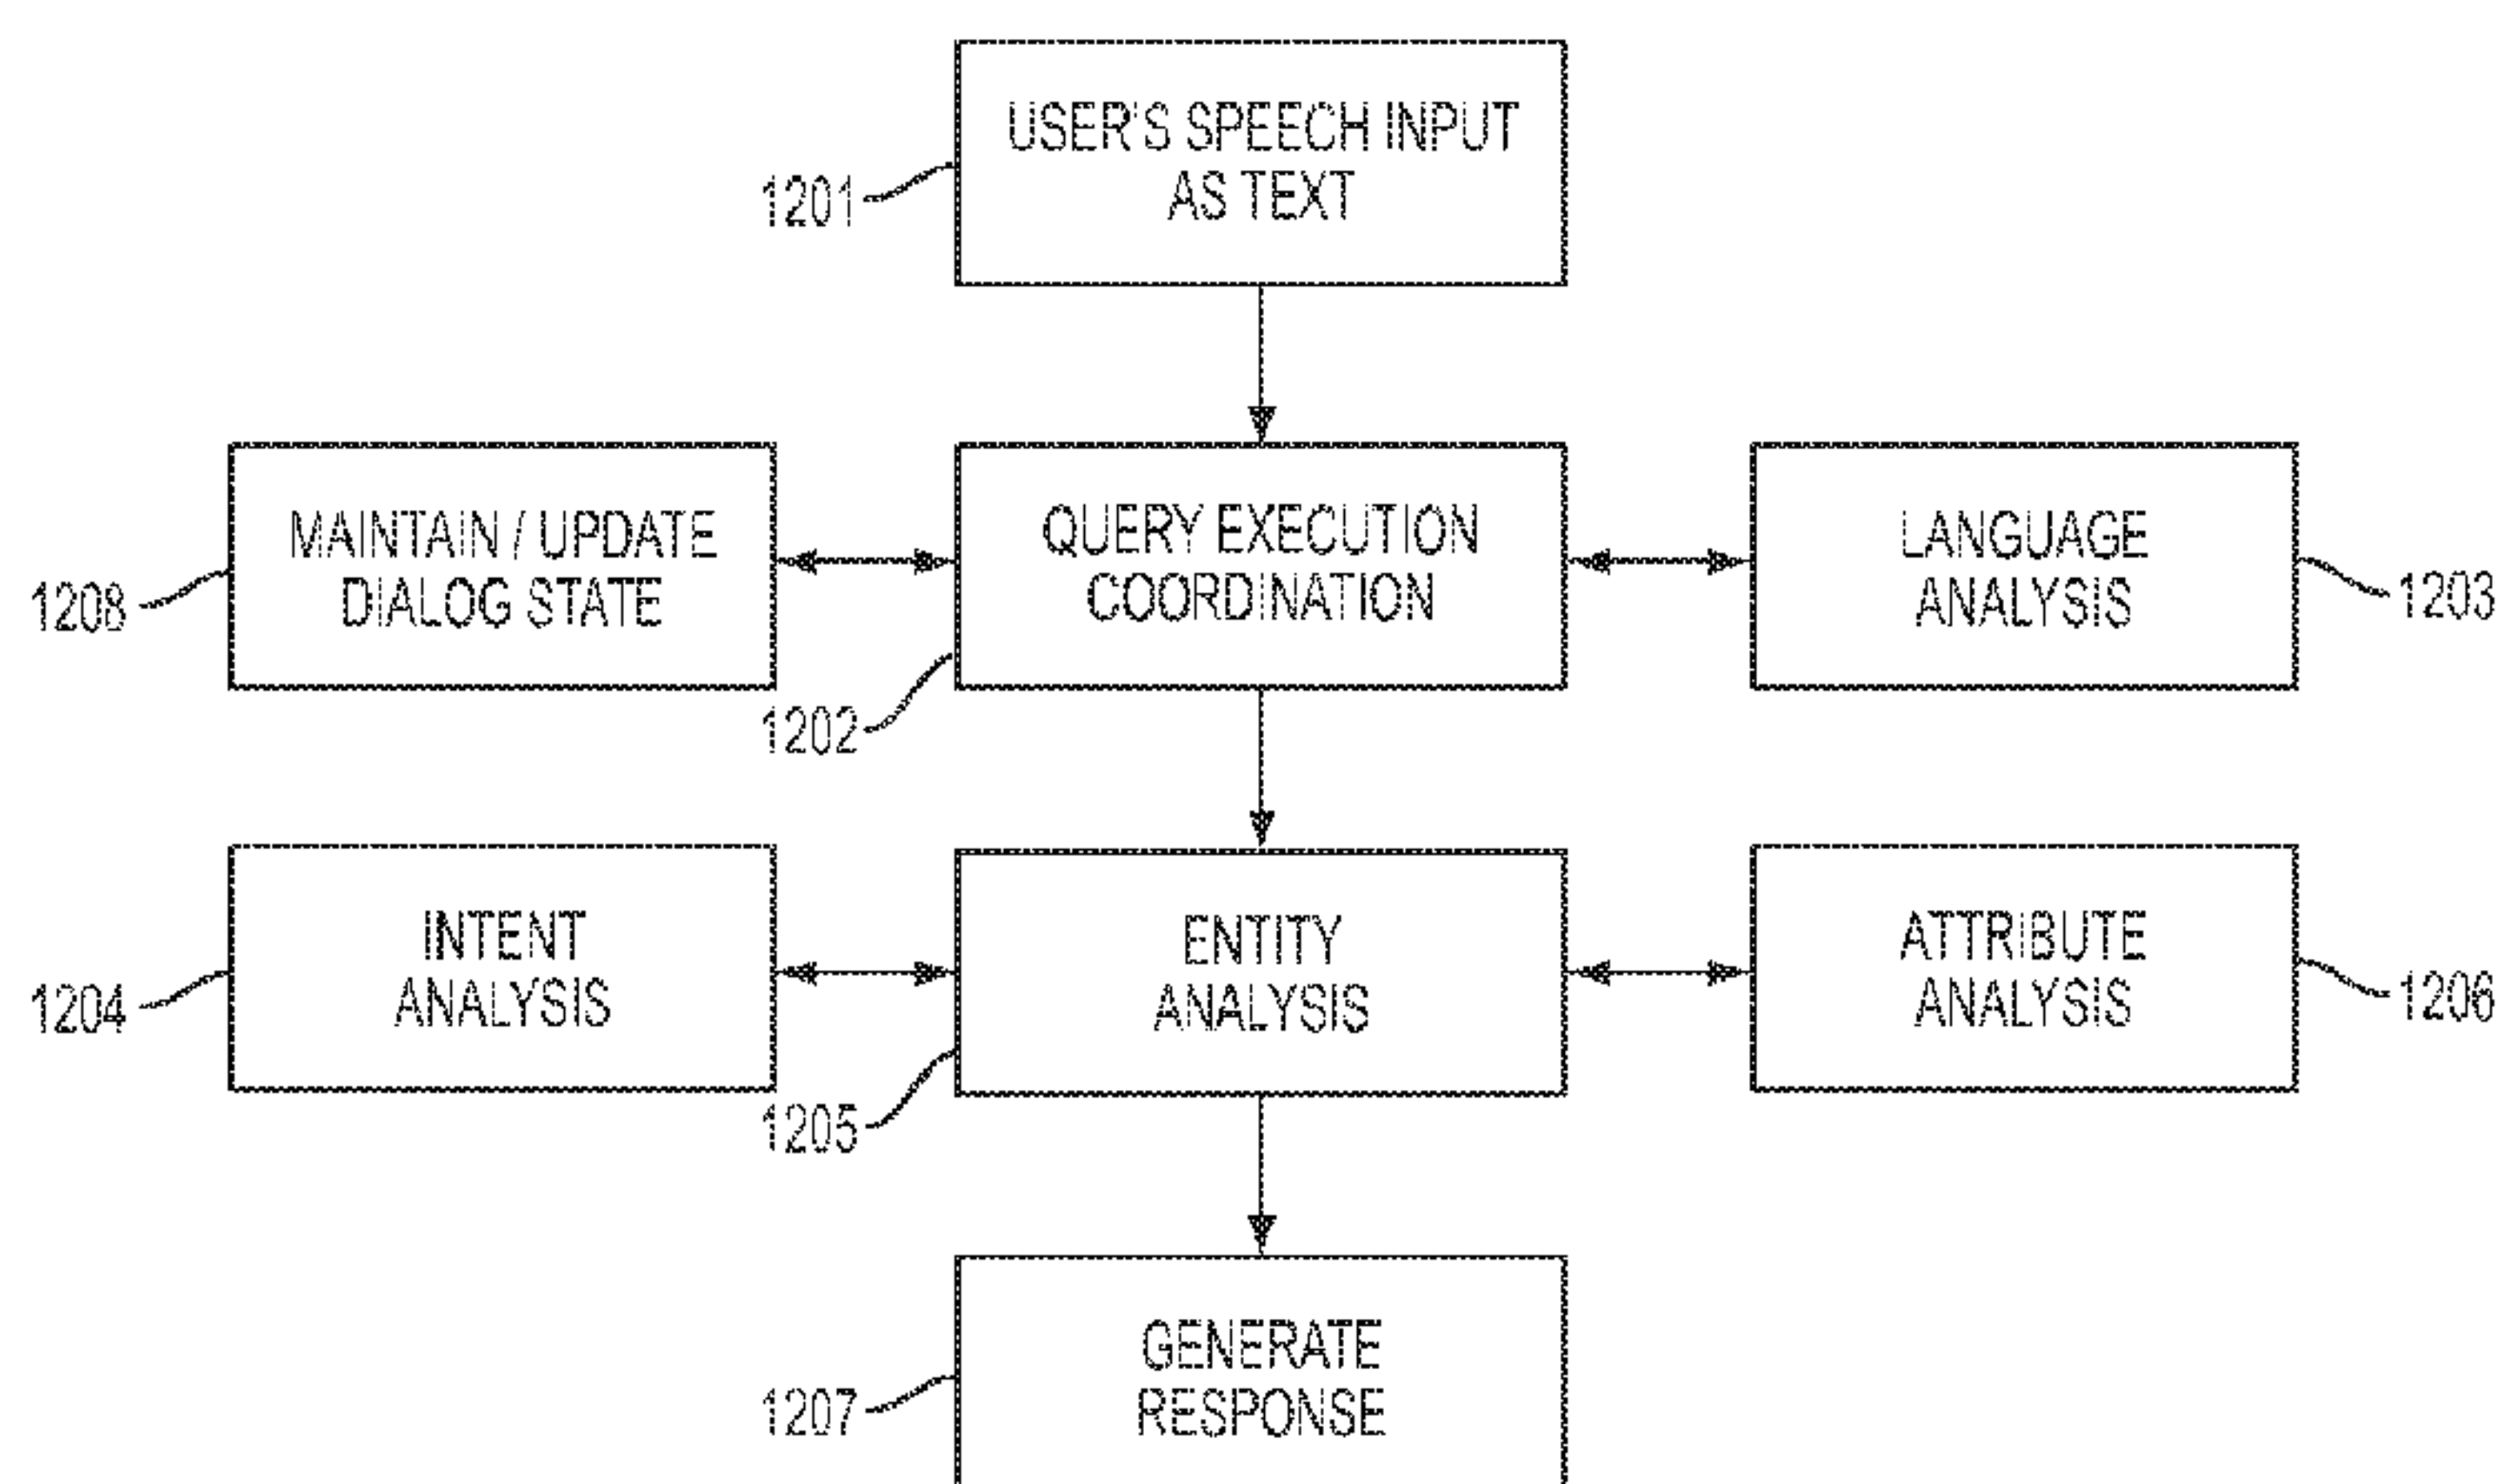 USER'S SPEECH INPUT
AS TEXT
1201
MAINTAIN / UPDATE
DIALOG STATE
1208
QUERY EXECUTION
COORDINATION
1202
LANGUAGE
ANALYSIS
1203
INTENT
ANALYSIS
1204
ENTITY
ANALYSIS
1205
ATTRIBUTE
ANALYSIS
1206
GENERATE
RESPONSE
1207